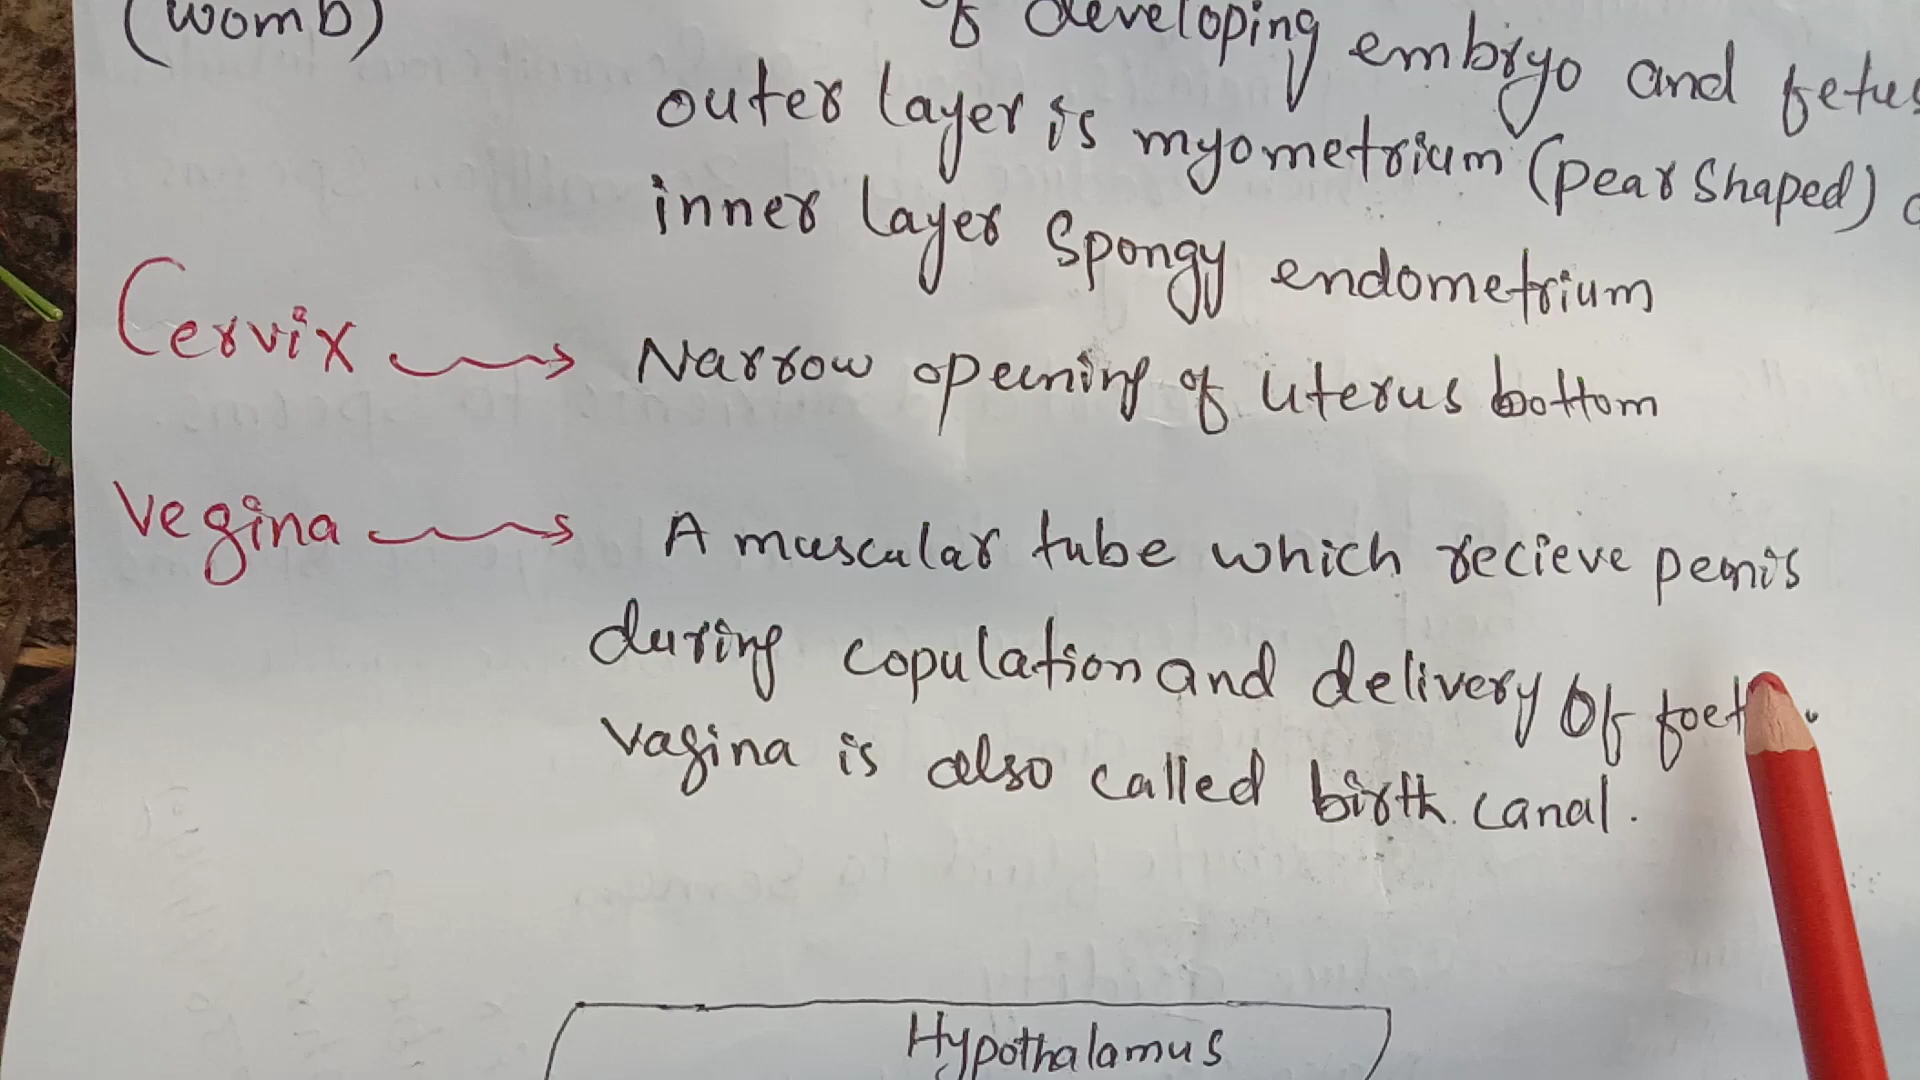 (womb) of developing embryo and fetus
outer layer is myometrium (pear shaped)
inner layer spongy endometrium
Cervix → Narrow opeening of uterus bottom
Vegina → A muscular tube which recieve penis
during copulation and delivery of
vagina is also called birth canal.
Hypothalamus